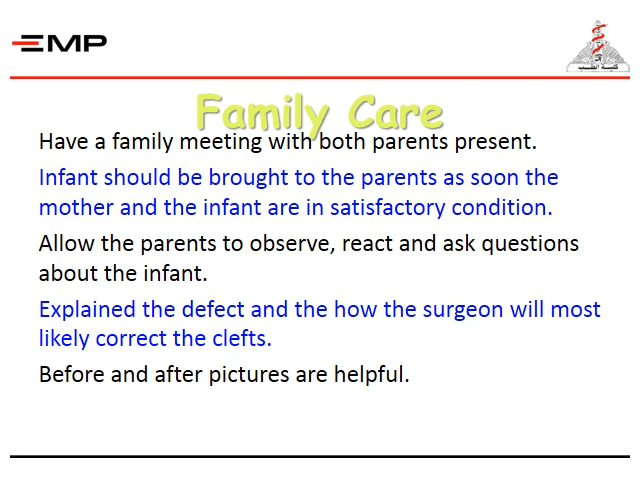 EMP
كلية الطب
Family Care
Have a family meeting with both parents present.
Infant should be brought to the parents as soon the
mother and the infant are in satisfactory condition.
Allow the parents to observe, react and ask questions
about the infant.
Explained the defect and the how the surgeon will most
likely correct the clefts.
Before and after pictures are helpful.